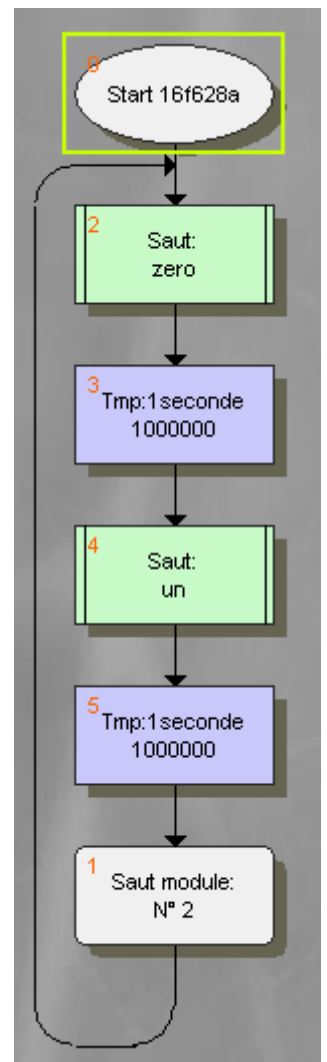 0
Start 16f628a
2
Saut:
zero
3
Tmp:1seconde
1000000
4
Saut:
un
5
Tmp:1seconde
1000000
1
Saut module:
N° 2